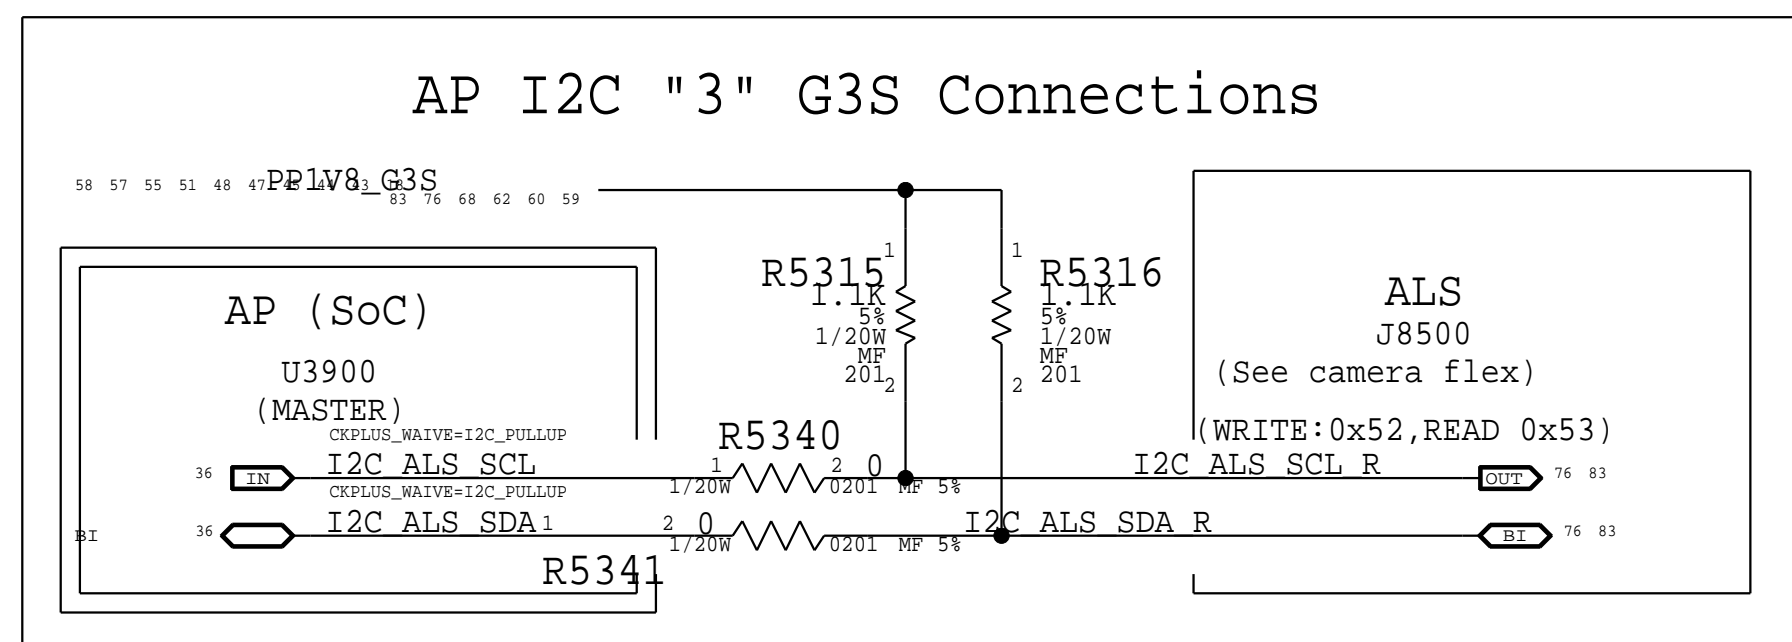 AP I2C "3" G3S Connections
PP1V8_G3S
58 57 55 51 48 47 45 44 43 18
83 76 68 62 60 59
1
1
R5315
1.1K
5%
1/20W
MF
201
2
R5316
1.1K
5%
1/20W
MF
201
2
AP (SoC)
U3900
(MASTER)
ALS
J8500
(See camera flex)
(WRITE:0x52,READ 0x53)
CKPLUS_WAIVE=I2C_PULLUP
R5340
36 IN I2C_ALS_SCL 1 2 0 I2C_ALS_SCL_R OUT 76 83
1/20W 0201 MF 5%
CKPLUS_WAIVE=I2C_PULLUP
BI 36 I2C_ALS_SDA 1 2 0 I2C_ALS_SDA_R BI 76 83
1/20W 0201 MF 5%
R5341